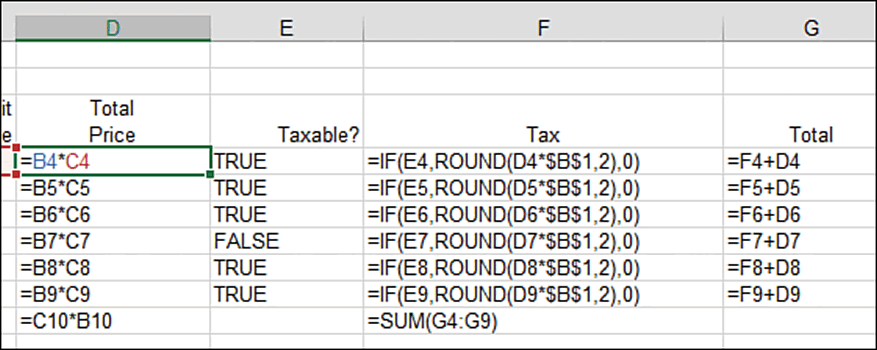 D E F G
it Total
e Price Taxable? Tax Total
=B4*C4 TRUE =IF(E4,ROUND(D4*$B$1,2),0) =F4+D4
=B5*C5 TRUE =IF(E5,ROUND(D5*$B$1,2),0) =F5+D5
=B6*C6 TRUE =IF(E6,ROUND(D6*$B$1,2),0) =F6+D6
=B7*C7 FALSE =IF(E7,ROUND(D7*$B$1,2),0) =F7+D7
=B8*C8 TRUE =IF(E8,ROUND(D8*$B$1,2),0) =F8+D8
=B9*C9 TRUE =IF(E9,ROUND(D9*$B$1,2),0) =F9+D9
=C10*B10 =SUM(G4:G9)